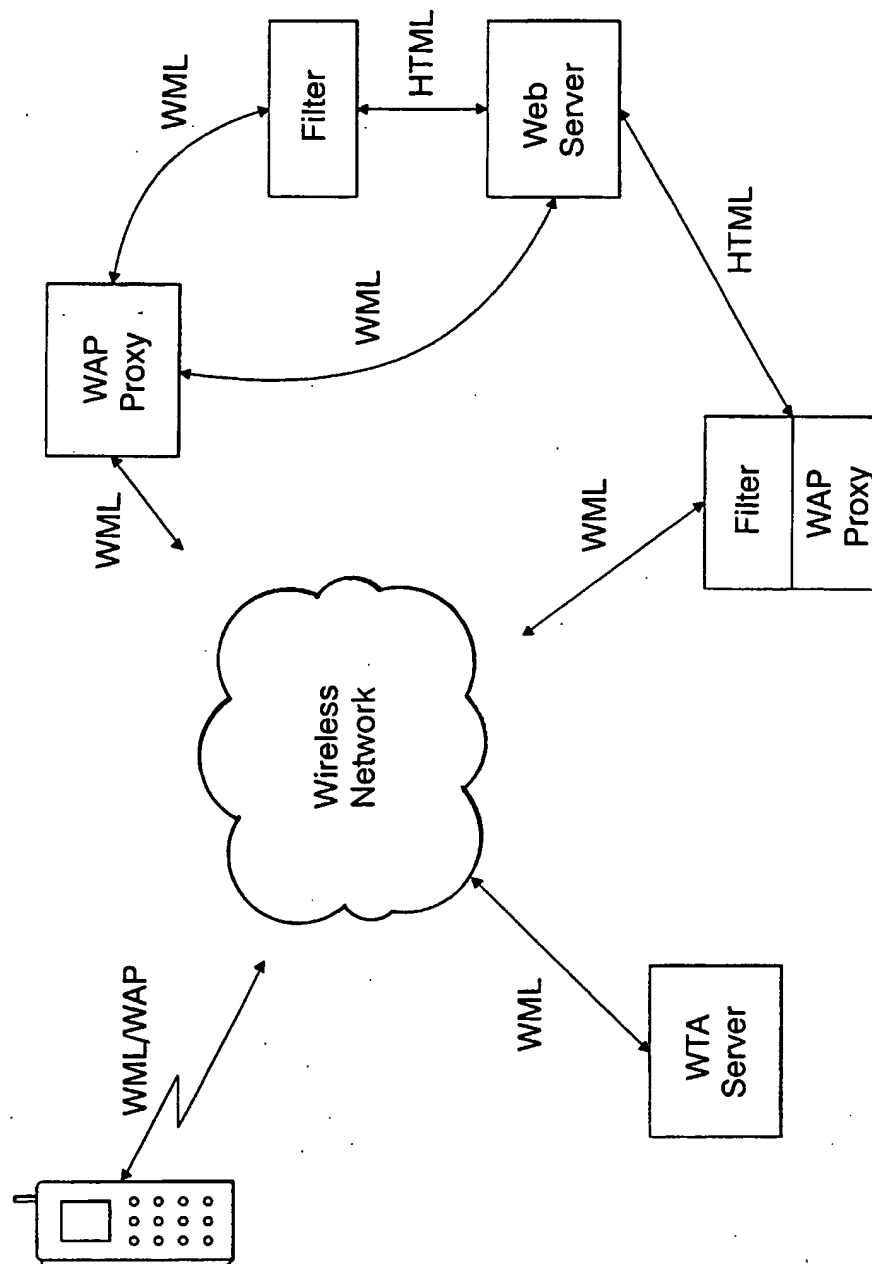 WML/WAP
Wireless
Network
WML
WTA
Server
WML
WAP
Proxy
WML
WML
Filter
HTML
Web
Server
HTML
WML
Filter
WAP
Proxy